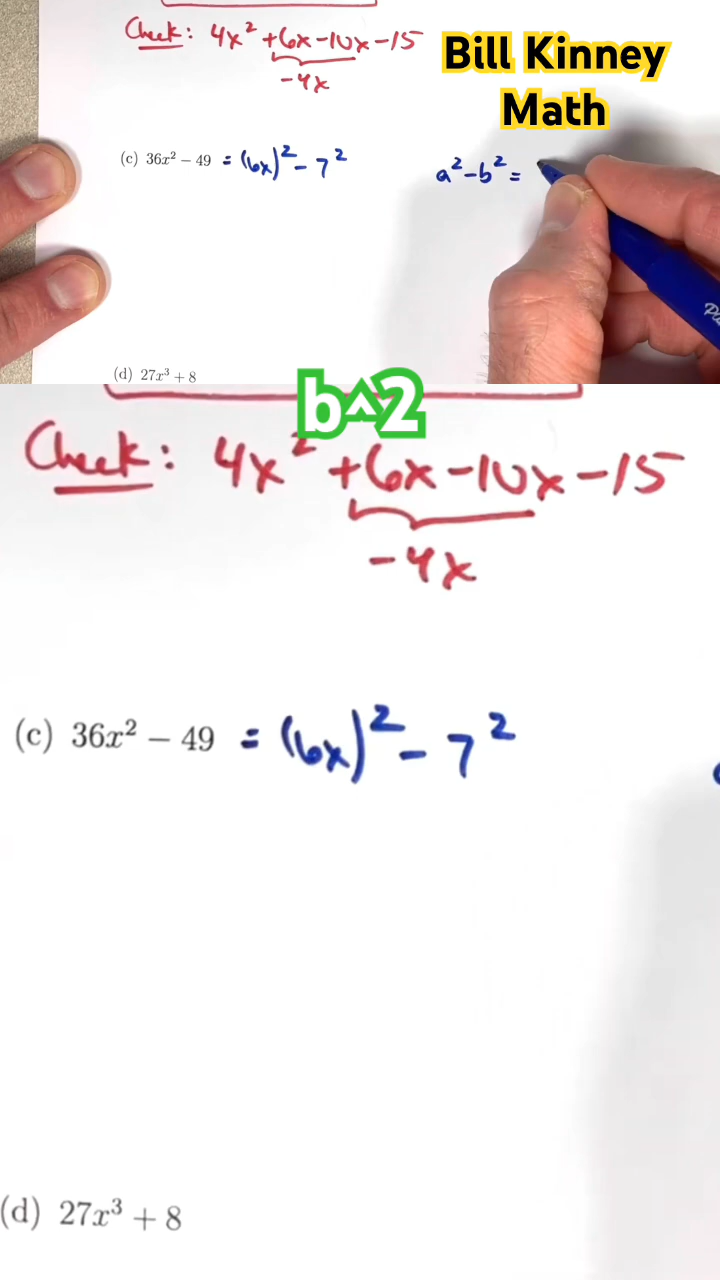 Check: 4x² +6x-10x-15
-4x
Bill Kinney
Math
(c) 36x² − 49 = (6x)² - 7²
a²-b² =
(d) 27x³ + 8
b^2
Check: 4x² +6x-10x-15
-4x
(c) 36x² − 49 = (6x)² - 7²
(d) 27x³ + 8